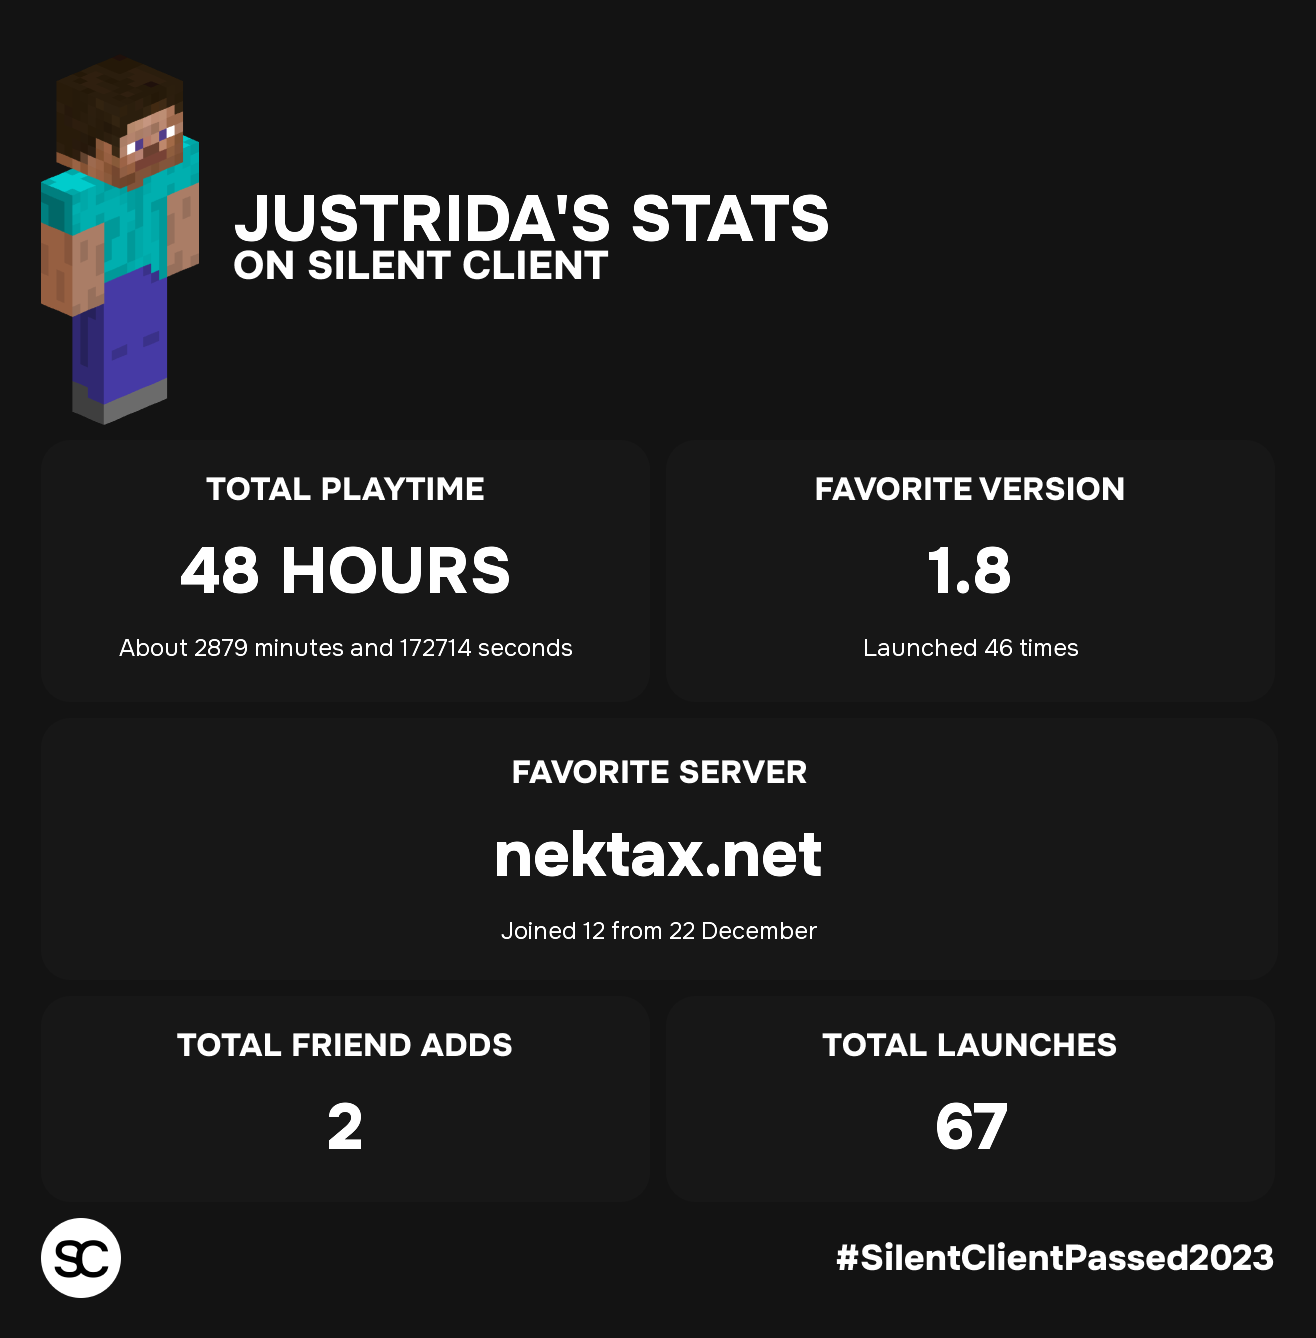 JUSTRIDA'S STATS
ON SILENT CLIENT
TOTAL PLAYTIME
48 HOURS
About 2879 minutes and 172714 seconds
FAVORITE VERSION
1.8
Launched 46 times
FAVORITE SERVER
nektax.net
Joined 12 from 22 December
TOTAL FRIEND ADDS
2
TOTAL LAUNCHES
67
SC
#SilentClientPassed2023